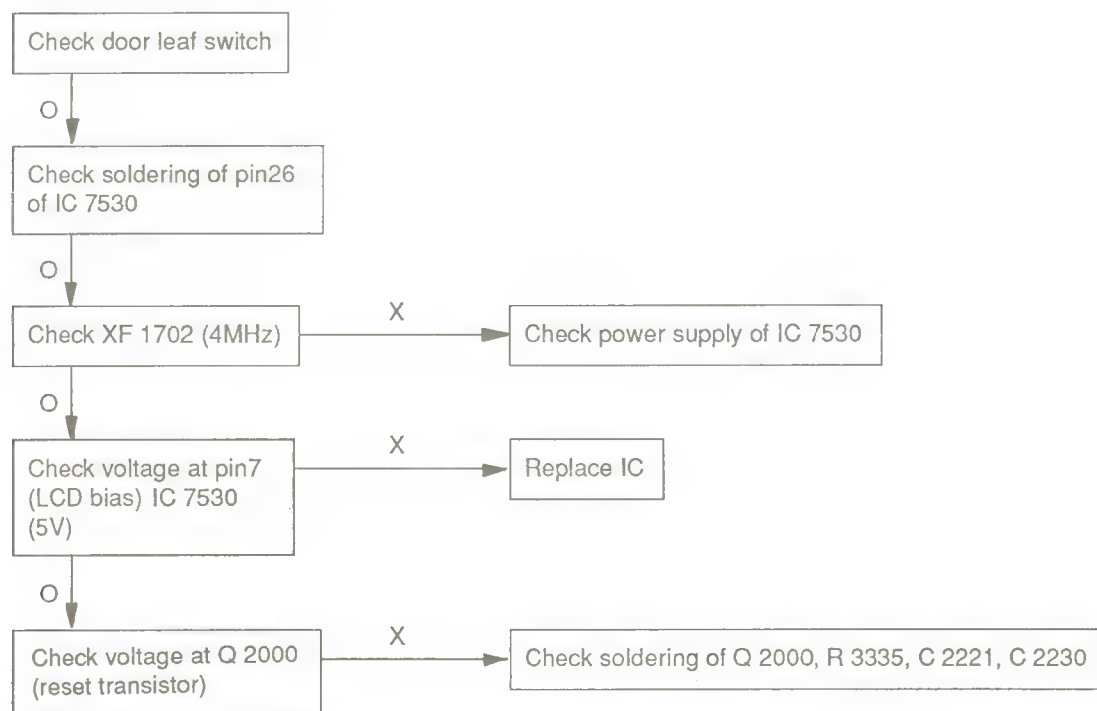 Check door leaf switch
O
Check soldering of pin26
of IC 7530
O
Check XF 1702 (4MHz)
X
Check power supply of IC 7530
O
Check voltage at pin7
(LCD bias) IC 7530
(5V)
X
Replace IC
O
Check voltage at Q 2000
(reset transistor)
X
Check soldering of Q 2000, R 3335, C 2221, C 2230